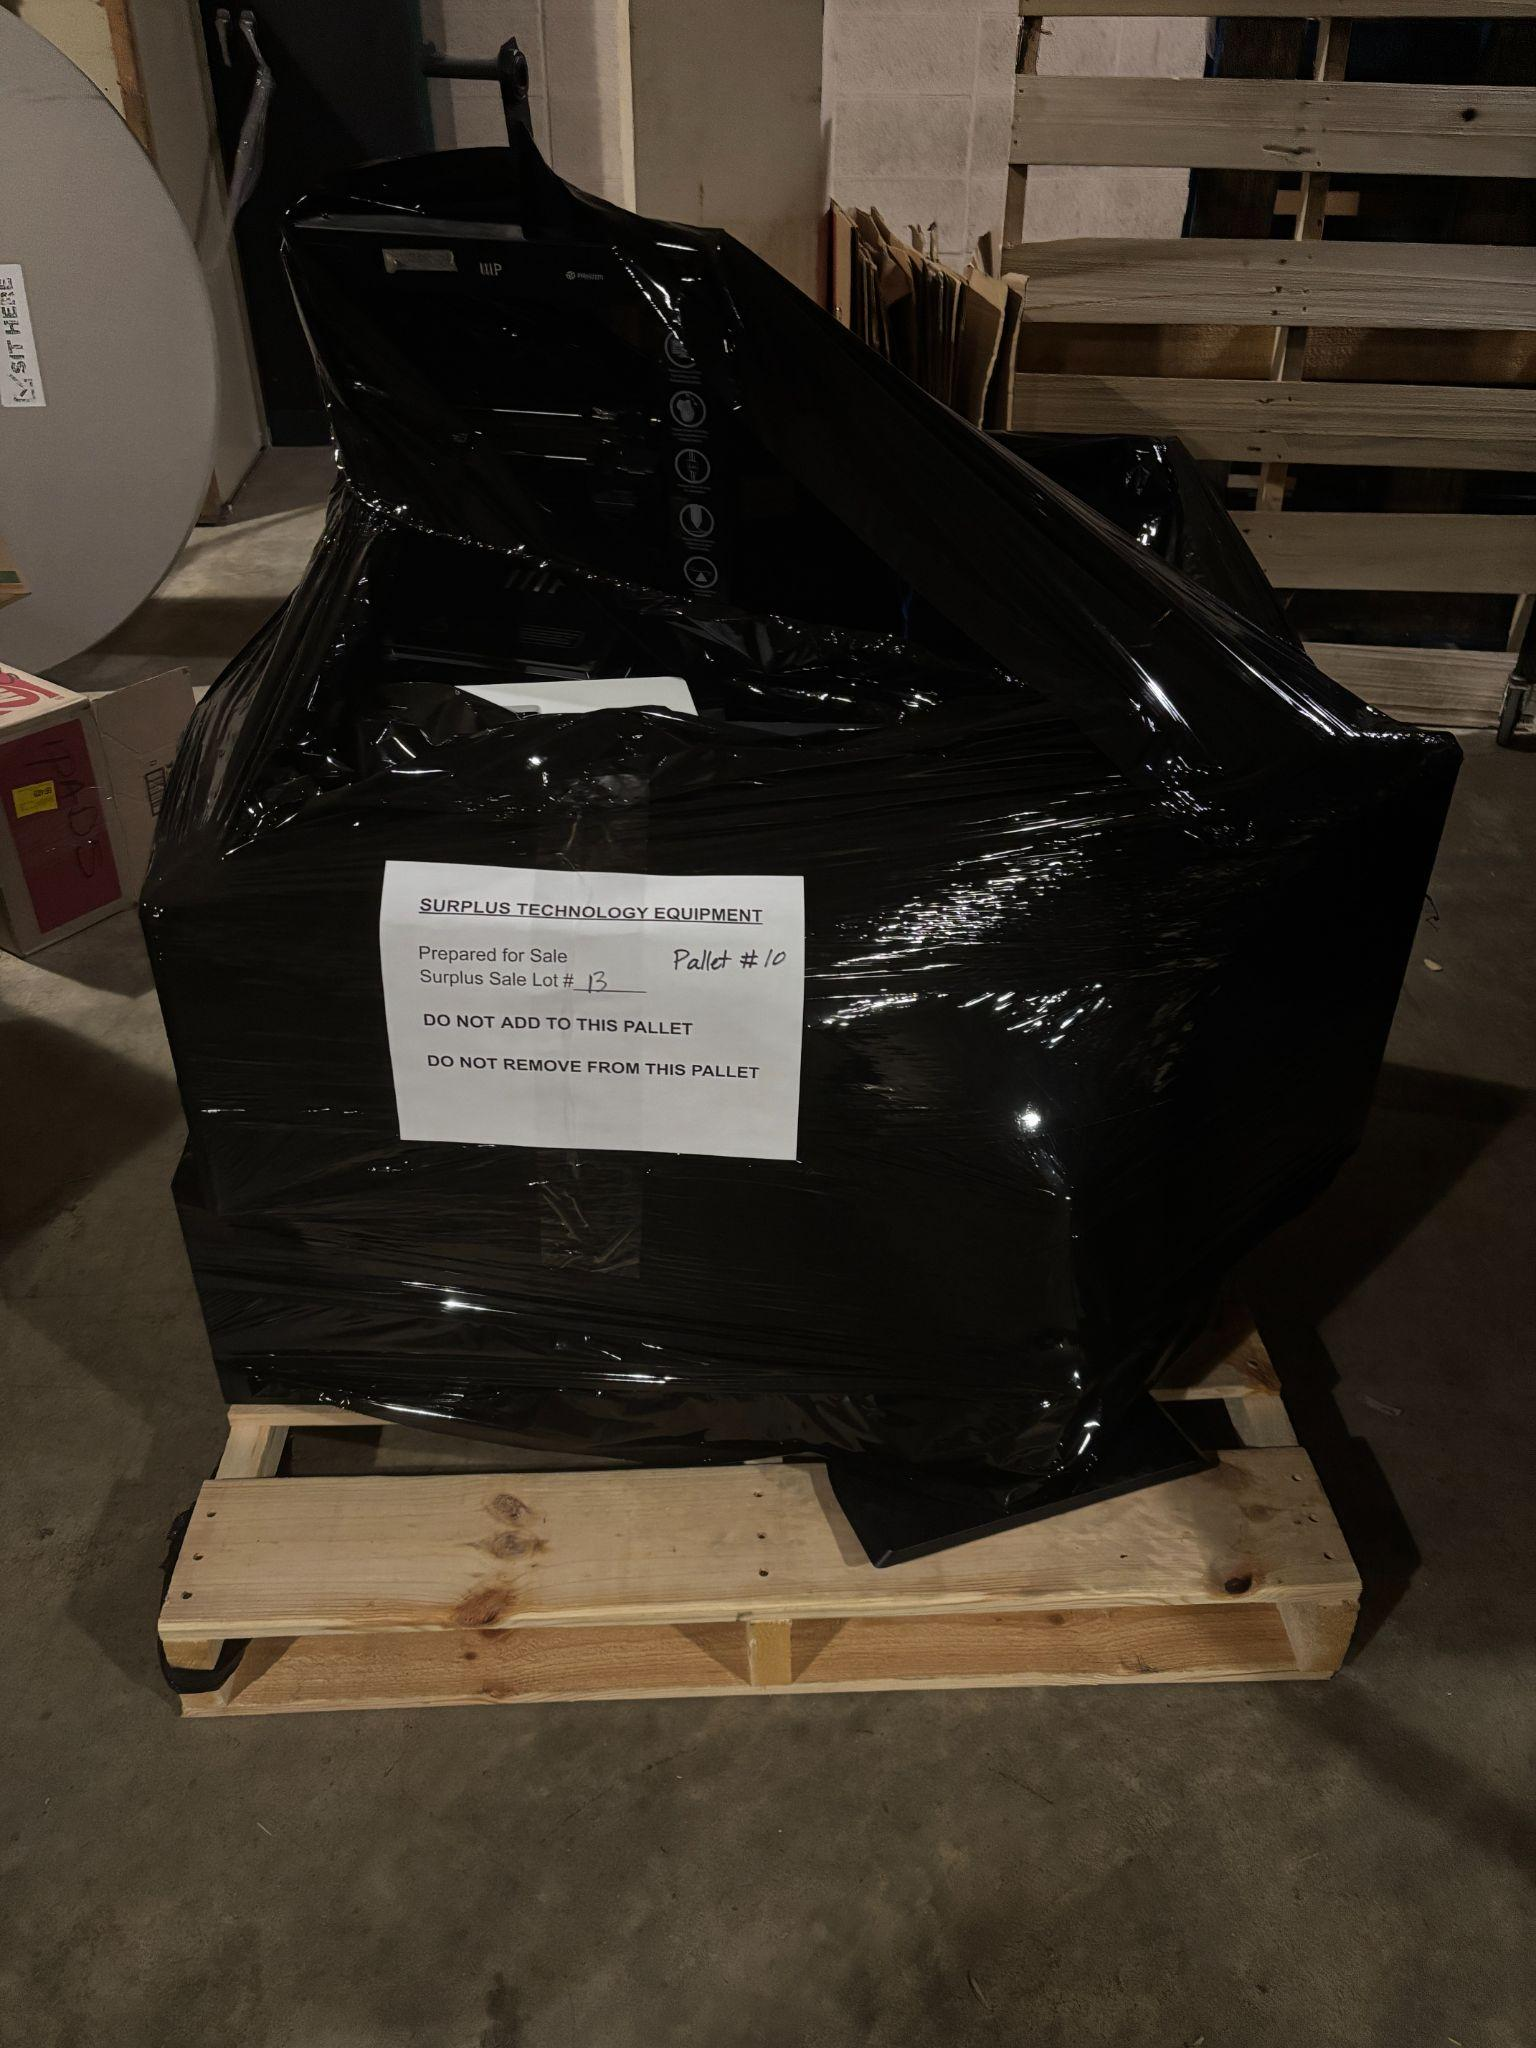 SIT HERE
IPADS
SURPLUS TECHNOLOGY EQUIPMENT
Prepared for Sale
Pallet #10
Surplus Sale Lot # 13
DO NOT ADD TO THIS PALLET
DO NOT REMOVE FROM THIS PALLET